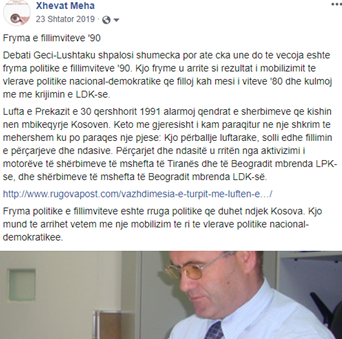 Xhevat Meha
23 Shtator 2019
Fryma e fillimviteve '90
Debati Geci-Lushtaku shpalosi shumecka por ate cka une do te vecoja eshte
fryma politike e fillimviteve '90. Kjo fryme u arrite si rezultat i mobilizimit te
vlerave politike nacional-demokratike qe filloj kah mesi i viteve '80 dhe kulmoj
me me krijimin e LDK-se.
Lufta e Prekazit e 30 qershorit 1991 alarmoj qendrat e sherbimeve qe kishin
nen mbikeqyrje Kosoven. Keto me gjeresisht i kam paraqitur ne nje shkrim te
mehershem ku po paraqes nje pjese: Kjo përballje luftarake, solli edhe fillimin
e përçarjeve dhe ndasive. Përçarjet dhe ndasitë u rritën nga aktivizimi i
motorëve të shërbimeve të mshefta të Tiranës dhe të Beogradit mbrenda LPK-
se, dhe shërbimeve të mshefta të Beogradit mbrenda LDK-së.
http://www.rugovapost.com/vazhdimesia-e-turpit-me-luften-e.../
Fryma politike e fillimviteve eshte rruga politike qe duhet ndjek Kosova. Kjo
mund te arrihet vetem me nje mobilizim te ri te vlerave politike nacional-
demokratikee.